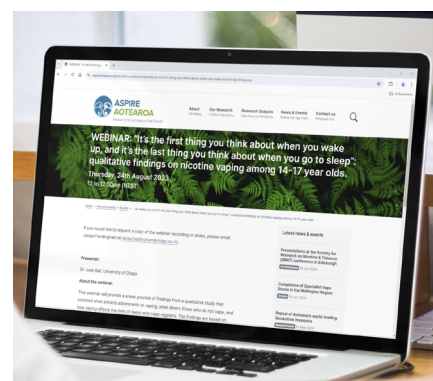 ASPIRE
AOTEAROA
Research for a tobacco-free future
About
Our Research
Research Outputs
News & Events
Contact us
WEBINAR: "It's the first thing you think about when you wake
up, and it's the last thing you think about when you go to sleep":
qualitative findings on nicotine vaping among 14-17 year olds.
Thursday, 24th August 2023
12 to 12:30pm (NZST)
If you would like to request a copy of the webinar recording or slides, please email
Presenter:
Dr Jude Ball, University of Otago
About the webinar:
This webinar will provide a sneak preview of findings from a qualitative study that
explored what attracts adolescents to vaping, what deters those who do not vape, and
how vaping affects the lives of teens who vape regularly. The findings are based on
Latest news & events
Presentations at the Society for
Research on Nicotine & Tobacco
(SRNT) conference in Edinburgh
Compliance of Specialist Vape
Stores in the Wellington Region
Repeal of Aotearoa's world-leading
Smokefree measures